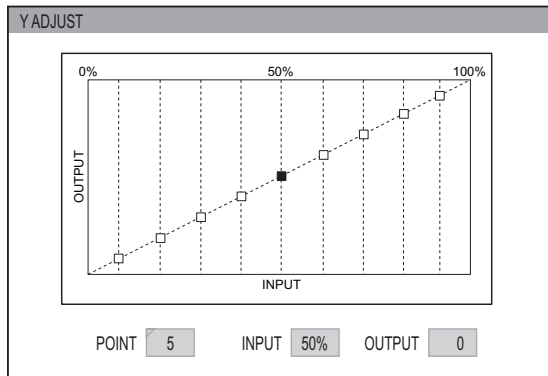 Y ADJUST
0% 50% 100%
OUTPUT
INPUT
POINT 5 INPUT 50% OUTPUT 0